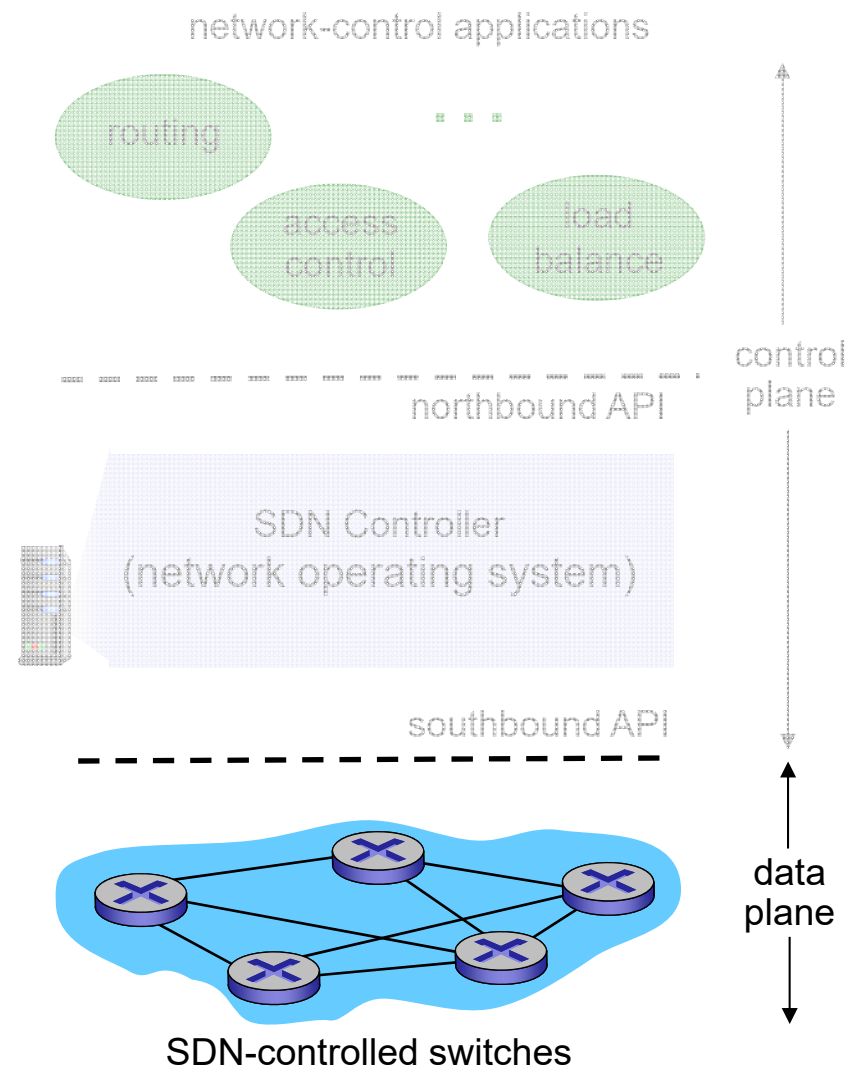 network-control applications
routing
...
access
control
load
balance
control
plane
northbound API
SDN Controller
(network operating system)
southbound API
data
plane
SDN-controlled switches